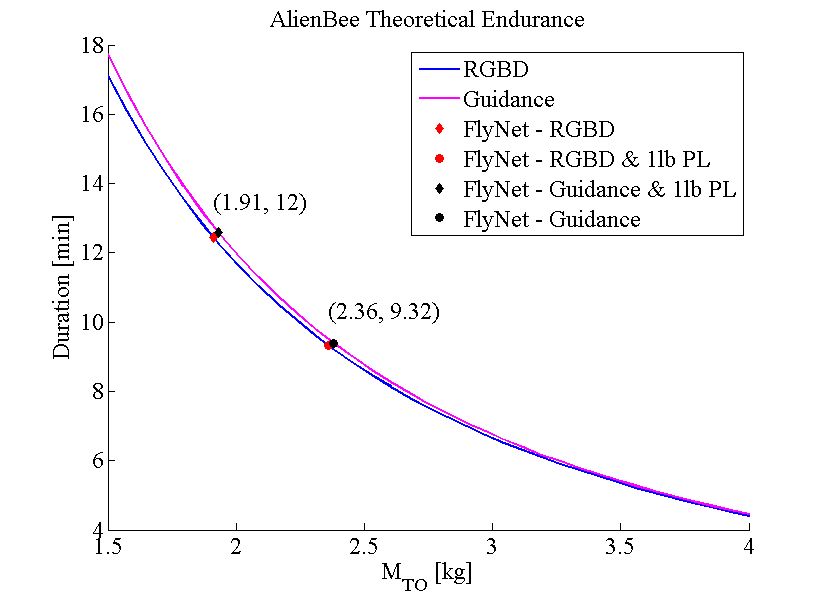 AlienBee Theoretical Endurance
18
16
14
12
10
8
6
4
Duration [min]
RGBD
Guidance
FlyNet - RGBD
FlyNet - RGBD & 1lb PL
FlyNet - Guidance & 1lb PL
FlyNet - Guidance
(1.91, 12)
(2.36, 9.32)
1.5 2 2.5 3 3.5 4
M_TO [kg]